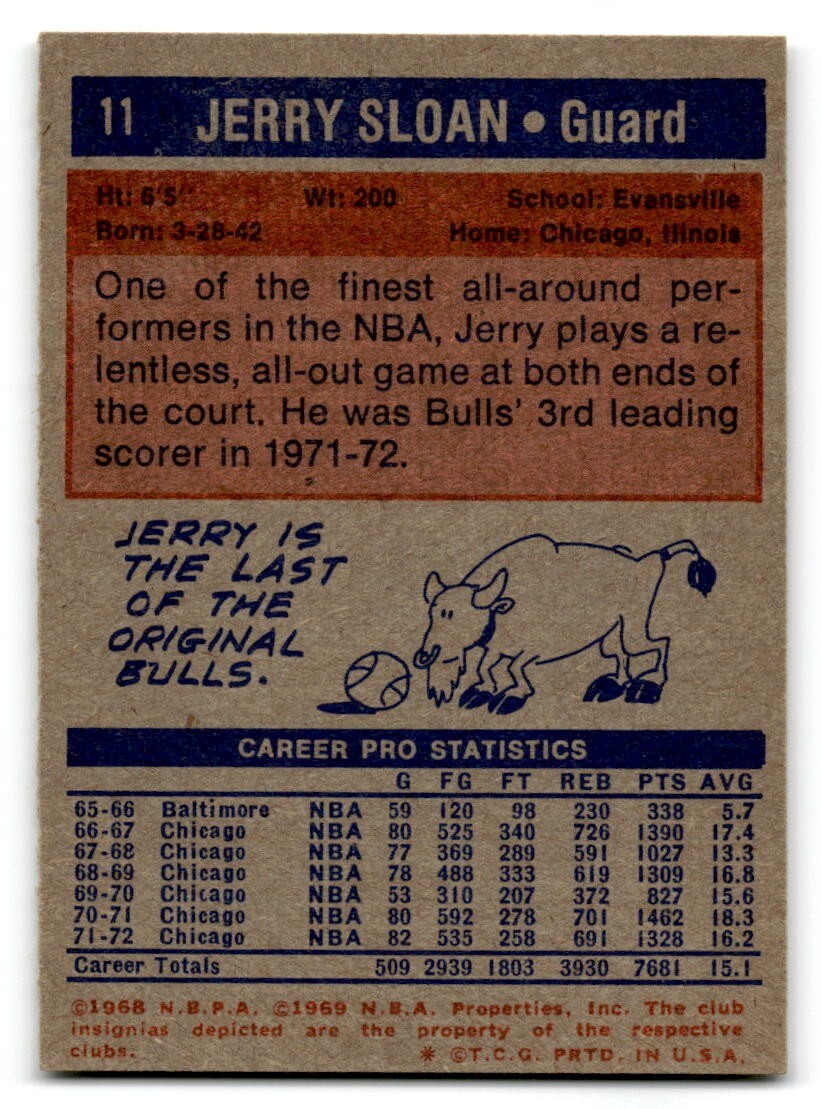 11 JERRY SLOAN • Guard
Ht: 6'5" Wt: 200 School: Evansville
Born: 3-28-42 Home: Chicago, Illinois
One of the finest all-around per-
formers in the NBA, Jerry plays a re-
lentless, all-out game at both ends of
the court. He was Bulls' 3rd leading
scorer in 1971-72.
JERRY IS
THE LAST
OF THE
ORIGINAL
BULLS.
CAREER PRO STATISTICS
G FG FT REB PTS AVG
65-66 Baltimore NBA 59 120 98 230 338 5.7
66-67 Chicago NBA 80 525 340 726 1390 17.4
67-68 Chicago NBA 77 369 289 591 1027 13.3
68-69 Chicago NBA 78 488 333 619 1309 16.8
69-70 Chicago NBA 53 310 207 372 827 15.6
70-71 Chicago NBA 80 592 278 701 1462 18.3
71-72 Chicago NBA 82 535 258 691 1328 16.2
Career Totals 509 2939 1803 3930 7681 15.1
©1968 N.B.P.A. ©1969 N.B.A. Properties, Inc. The club
insignias depicted are the property of the respective
clubs. * ©T.C.G. PRTD. IN U.S.A.